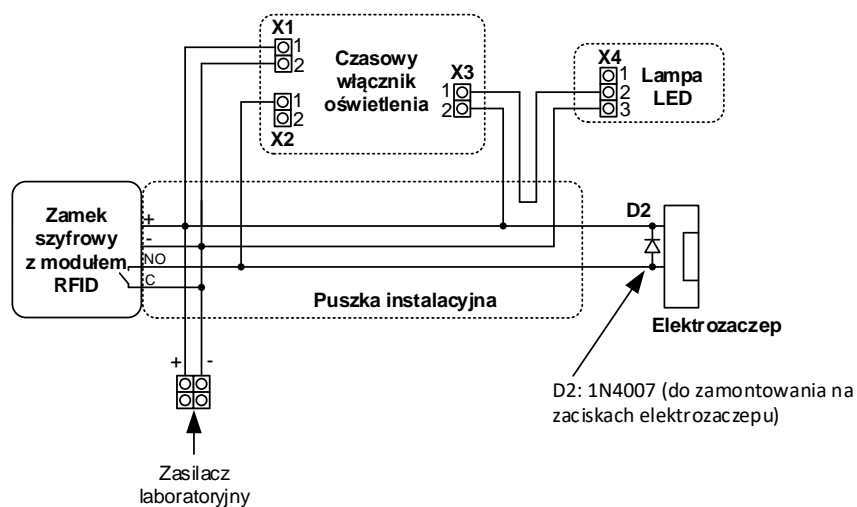 X1
1
2
Czasowy
włącznik
oświetlenia
X3
1
2
1
2
X2
X4
1
2
3
Lampa
LED
Zamek
szyfrowy
z modułem
RFID
+
-
NO
C
Puszka instalacyjna
D2
Elektrozaczep
+ -
D2: 1N4007 (do zamontowania na
zaciskach elektrozaczepu)
Zasilacz
laboratoryjny